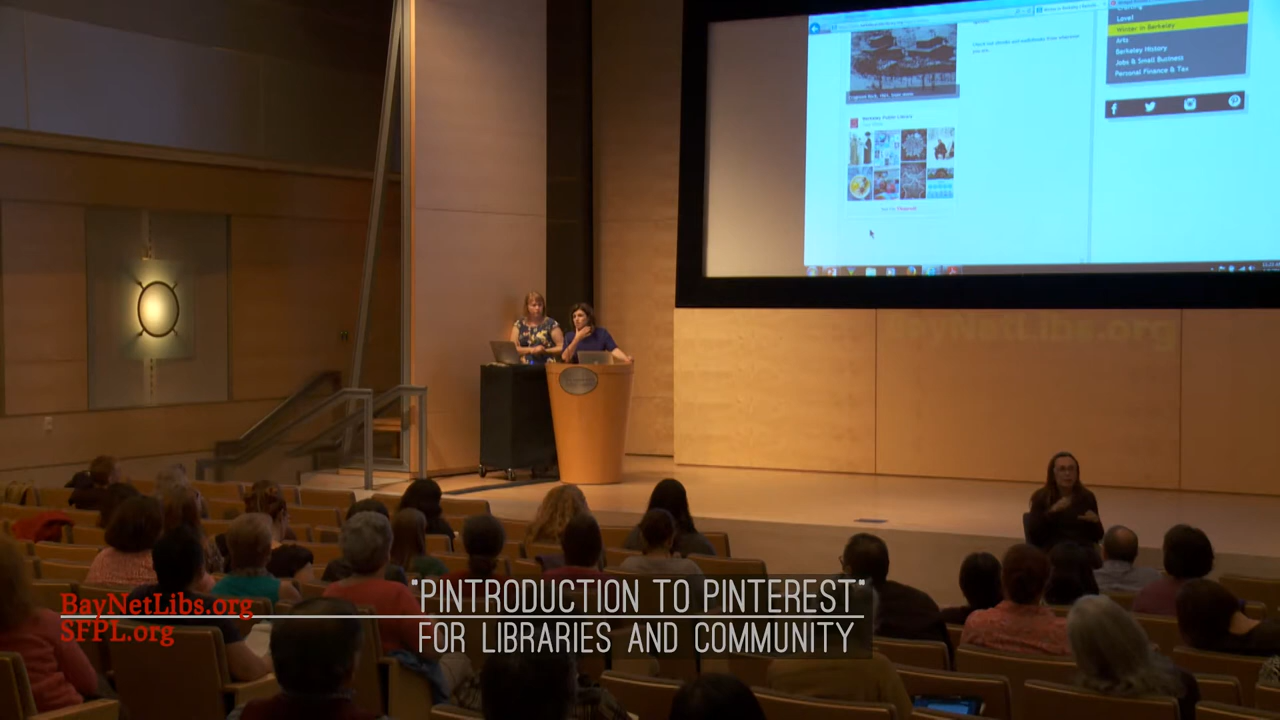 Level
Winter in Berkeley
Arts
Berkeley History
Jobs & Small Business
Personal Finance & Tax
Berkeley Public Library
BayNetLibs.org
BayNetLibs.org
SFPL.org
"PINTRODUCTION TO PINTEREST"
FOR LIBRARIES AND COMMUNITY